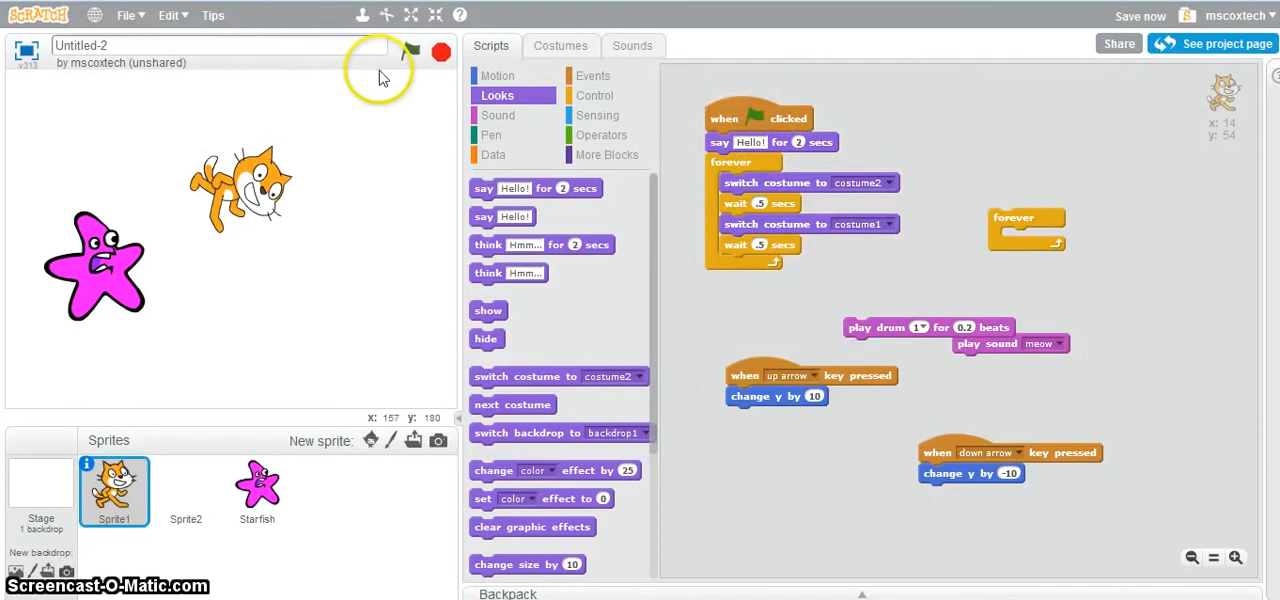 SCRATCH File Edit Tips Save now mscoxtech
Untitled-2
v313 by mscoxtech (unshared)
Scripts Costumes Sounds Share See project page
Motion Events
Looks Control
Sound Sensing
Pen Operators
Data More Blocks
say Hello! for 2 secs
say Hello!
think Hmm... for 2 secs
think Hmm...
show
hide
switch costume to costume2
next costume
switch backdrop to backdrop1
change color effect by 25
set color effect to 0
clear graphic effects
change size by 10
when clicked
say Hello! for 2 secs
forever
switch costume to costume2
wait .5 secs
switch costume to costume1
wait .5 secs
forever
play drum 1 for 0.2 beats
play sound meow
when up arrow key pressed
change y by 10
when down arrow key pressed
change y by -10
x: 14
y: 54
x: 157 y: 180
Sprites New sprite:
Stage
1 backdrop
New backdrop:
Sprite1 Sprite2 Starfish
Backpack
Screencast-O-Matic.com